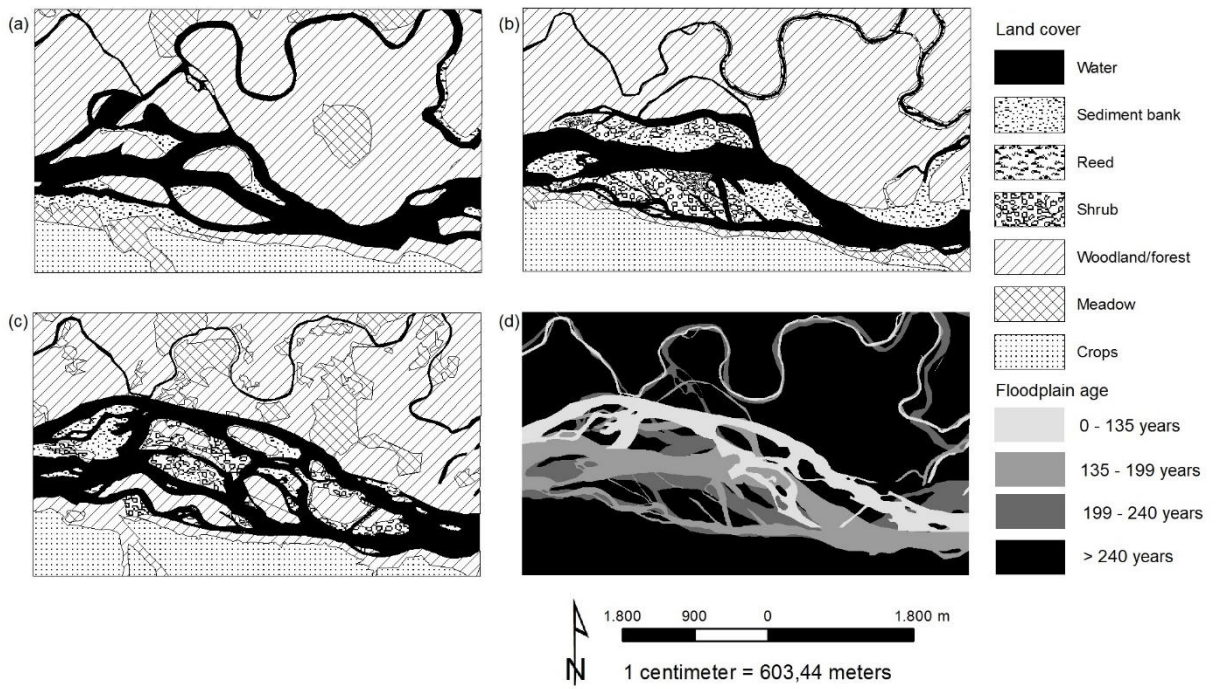 (a)
(b)
Land cover
Water
Sediment bank
Reed
Shrub
Woodland/forest
Meadow
Crops
(c)
(d)
Floodplain age
0 - 135 years
135 - 199 years
199 - 240 years
> 240 years
1.800 900 0 1.800 m
N
1 centimeter = 603,44 meters